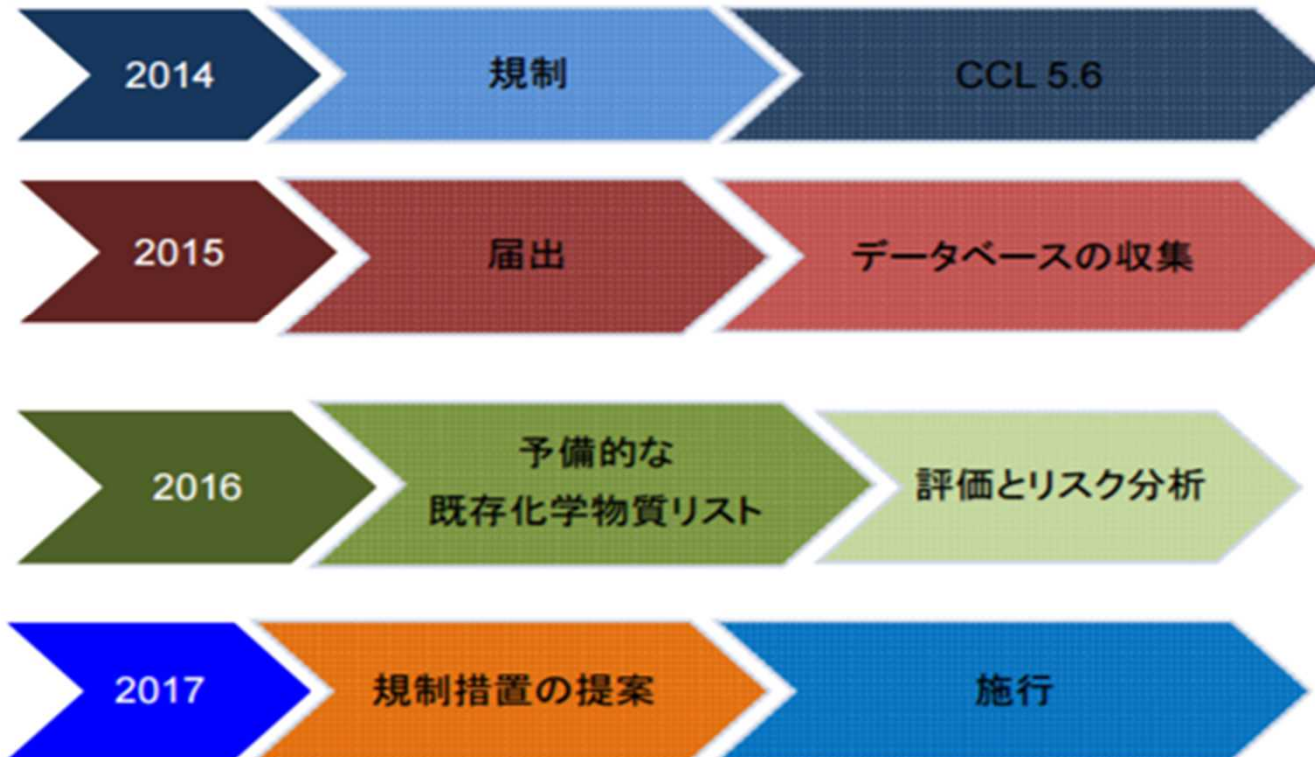 2014
規制
CCL 5.6
2015
届出
データベースの収集
2016
予備的な
既存化学物質リスト
評価とリスク分析
2017
規制措置の提案
施行